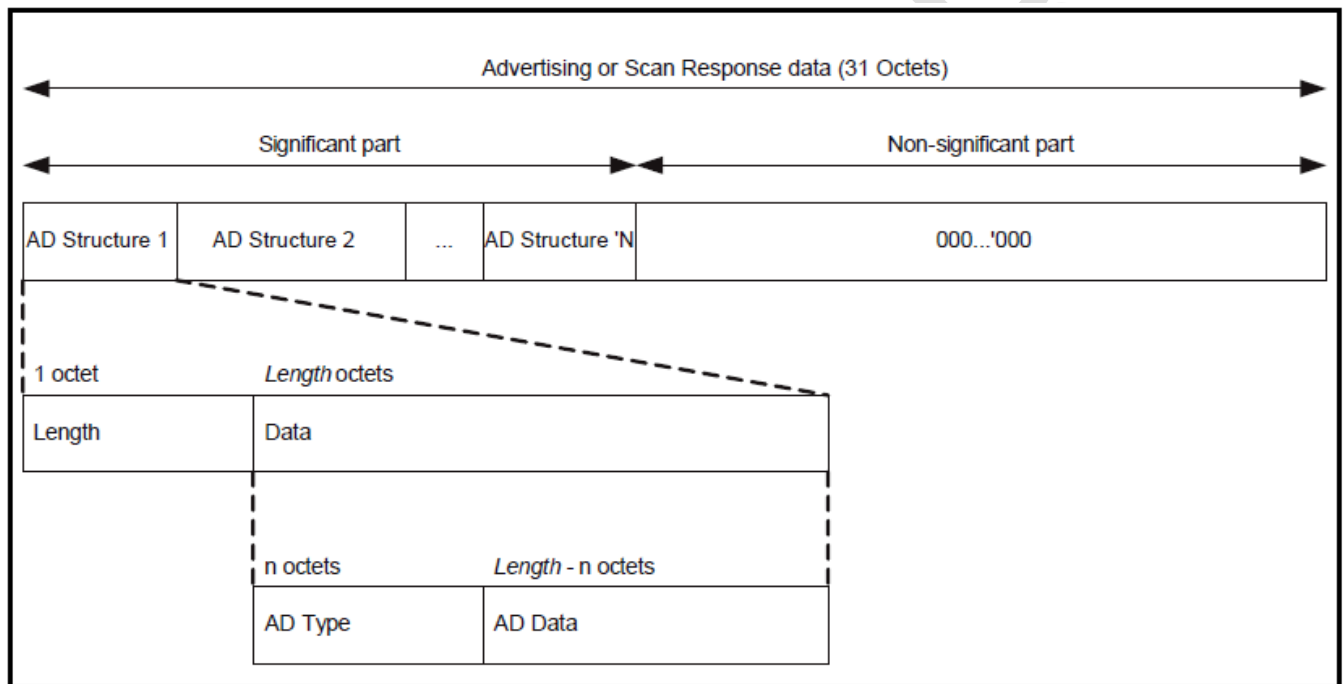 Advertising or Scan Response data (31 Octets)
Significant part Non-significant part
AD Structure 1 AD Structure 2 ... AD Structure 'N 000...'000
1 octet Length octets
Length Data
n octets Length - n octets
AD Type AD Data